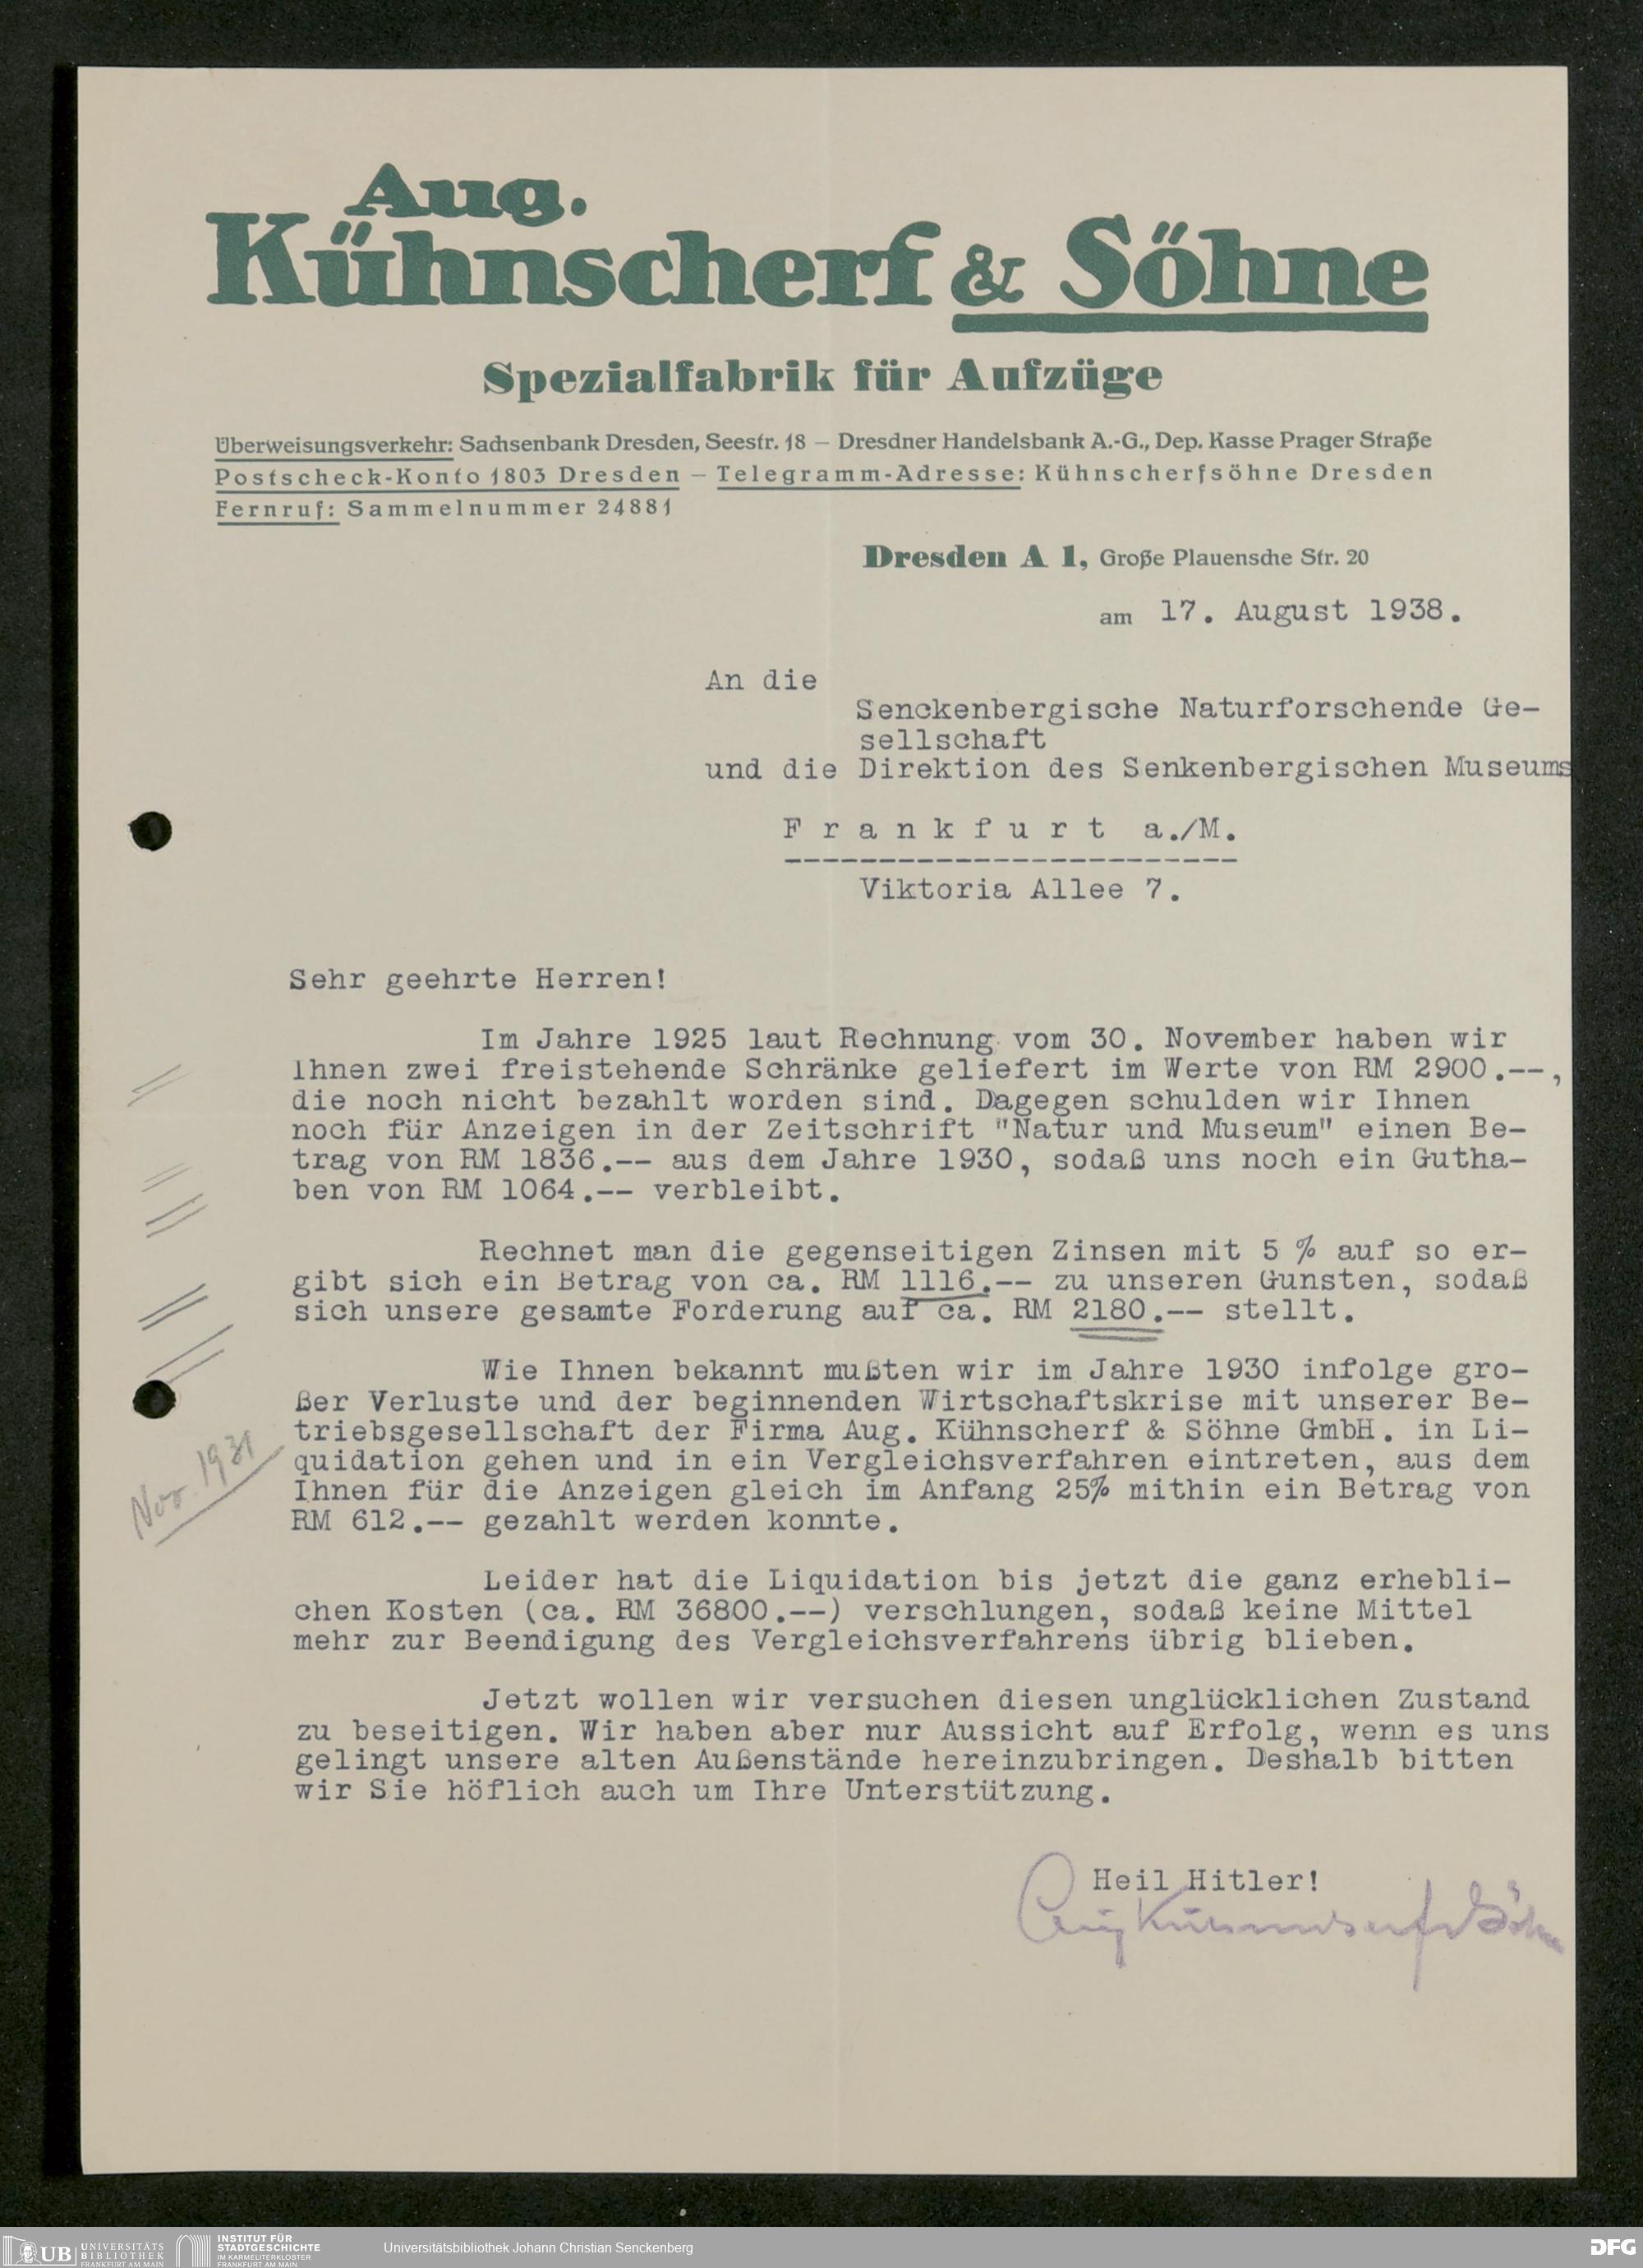 Aug.
Kühnscherf & Söhne
Spezialfabrik für Aufzüge
Überweisungsverkehr: Sachsenbank Dresden, Seestr. 18 — Dresdner Handelsbank A.-G., Dep. Kasse Prager Straße
Postscheck-Konto 1803 Dresden — Telegramm-Adresse: Kühnscherfsöhne Dresden
Fernruf: Sammelnummer 24881
Dresden A 1, Große Plauensche Str. 20
am 17. August 1938.
An die
Senckenbergische Naturforschende Ge-
sellschaft
und die Direktion des Senkenbergischen Museums
F r a n k f u r t a./M.
------------------------
Viktoria Allee 7.
Sehr geehrte Herren!
Im Jahre 1925 laut Rechnung vom 30. November haben wir
Ihnen zwei freistehende Schränke geliefert im Werte von RM 2900.--,
die noch nicht bezahlt worden sind. Dagegen schulden wir Ihnen
noch für Anzeigen in der Zeitschrift "Natur und Museum" einen Be-
trag von RM 1836.-- aus dem Jahre 1930, sodaß uns noch ein Gutha-
ben von RM 1064.-- verbleibt.
Rechnet man die gegenseitigen Zinsen mit 5 % auf so er-
gibt sich ein Betrag von ca. RM 1116.-- zu unseren Gunsten, sodaß
sich unsere gesamte Forderung auf ca. RM 2180.-- stellt.
Wie Ihnen bekannt mußten wir im Jahre 1930 infolge gro-
ßer Verluste und der beginnenden Wirtschaftskrise mit unserer Be-
triebsgesellschaft der Firma Aug. Kühnscherf & Söhne GmbH. in Li-
quidation gehen und in ein Vergleichsverfahren eintreten, aus dem
Ihnen für die Anzeigen gleich im Anfang 25% mithin ein Betrag von
RM 612.-- gezahlt werden konnte.
Nov. 1931
Leider hat die Liquidation bis jetzt die ganz erhebli-
chen Kosten (ca. RM 36800.--) verschlungen, sodaß keine Mittel
mehr zur Beendigung des Vergleichsverfahrens übrig blieben.
Jetzt wollen wir versuchen diesen unglücklichen Zustand
zu beseitigen. Wir haben aber nur Aussicht auf Erfolg, wenn es uns
gelingt unsere alten Außenstände hereinzubringen. Deshalb bitten
wir Sie höflich auch um Ihre Unterstützung.
Heil Hitler!
Aug Kühnscherf & Söhne
UB UNIVERSITÄTS
BIBLIOTHEK
FRANKFURT AM MAIN
INSTITUT FÜR
STADTGESCHICHTE
IM KARMELITERKLOSTER
FRANKFURT AM MAIN
Universitätsbibliothek Johann Christian Senckenberg
DFG